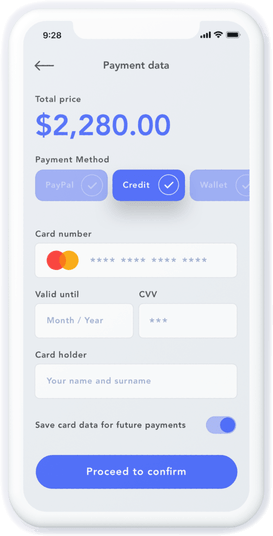 9:28
Payment data
Total price
$2,280.00
Payment Method
PayPal Credit Wallet
Card number
**** **** **** ****
Valid until CVV
Month / Year ***
Card holder
Your name and surname
Save card data for future payments
Proceed to confirm